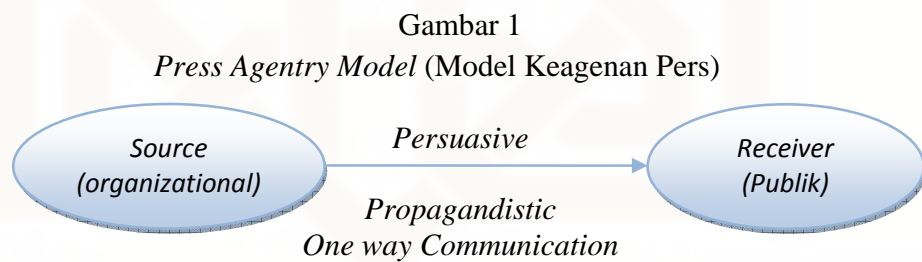 Gambar 1
Press Agentry Model (Model Keagenan Pers)
Source
(organizational)
Persuasive
Receiver
(Publik)
Propagandistic
One way Communication